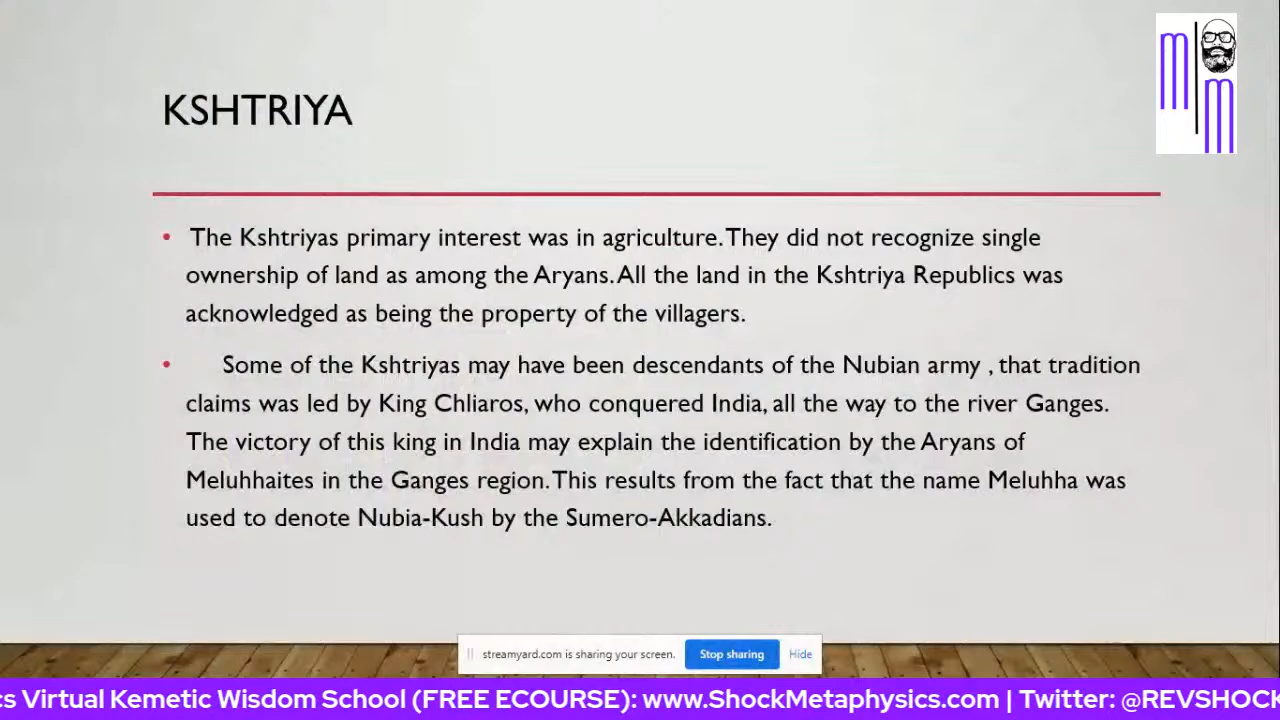 KSHTRIYA
• The Kshtriyas primary interest was in agriculture. They did not recognize single
ownership of land as among the Aryans. All the land in the Kshtriya Republics was
acknowledged as being the property of the villagers.
• Some of the Kshtriyas may have been descendants of the Nubian army , that tradition
claims was led by King Chliaros, who conquered India, all the way to the river Ganges.
The victory of this king in India may explain the identification by the Aryans of
Meluhhaites in the Ganges region. This results from the fact that the name Meluhha was
used to denote Nubia-Kush by the Sumero-Akkadians.
streamyard.com is sharing your screen. Stop sharing Hide
cs Virtual Kemetic Wisdom School (FREE ECOURSE): www.ShockMetaphysics.com | Twitter: @REVSHOCK